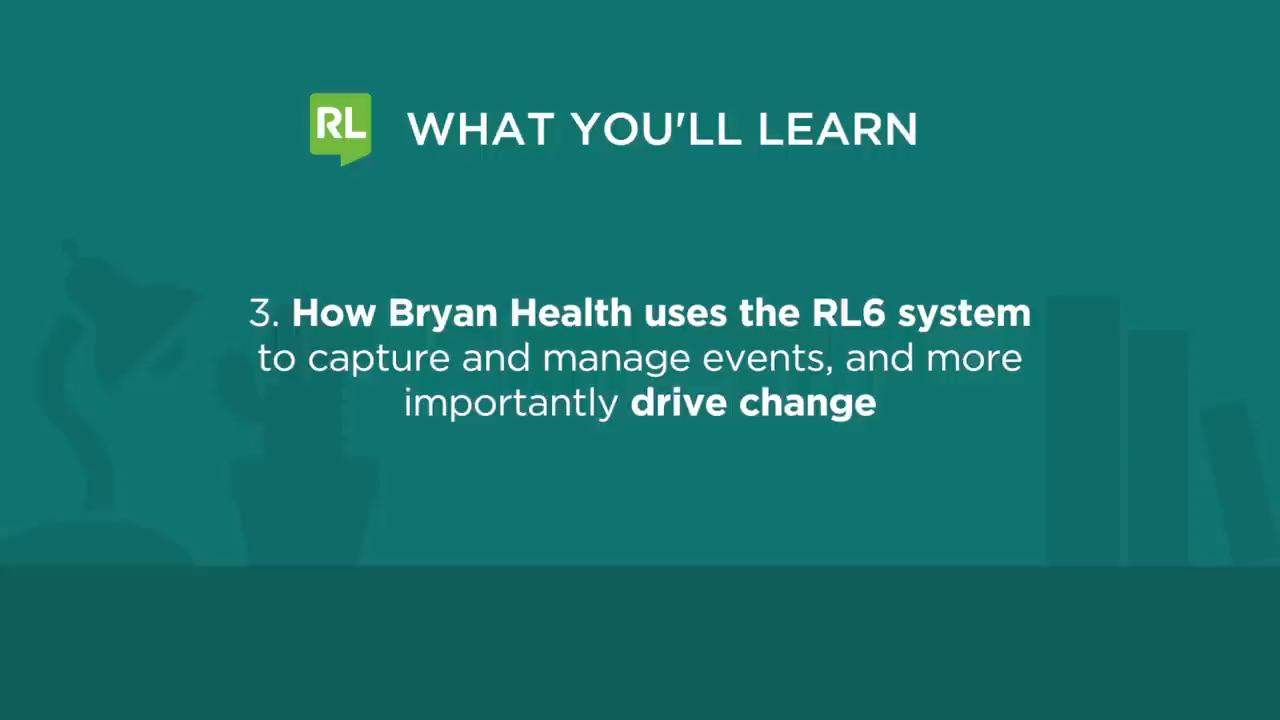 RL WHAT YOU'LL LEARN
3. How Bryan Health uses the RL6 system
to capture and manage events, and more
importantly drive change